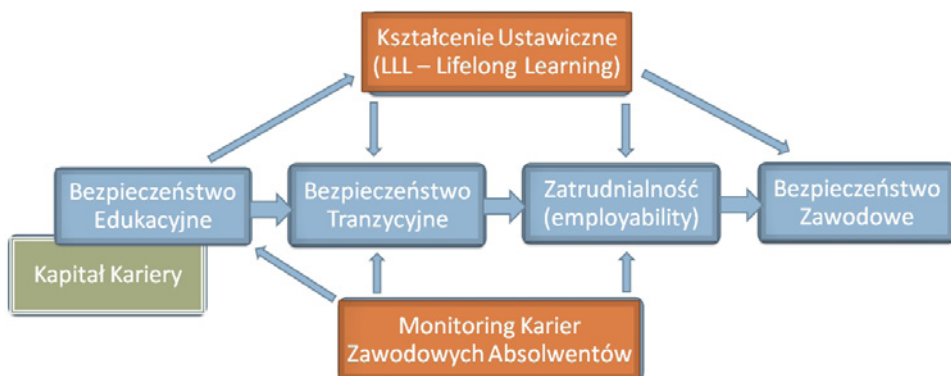 Kształcenie Ustawiczne
(LLL – Lifelong Learning)
Bezpieczeństwo
Edukacyjne
Bezpieczeństwo
Tranzycyjne
Zatrudnialność
(employability)
Bezpieczeństwo
Zawodowe
Kapitał Kariery
Monitoring Karier
Zawodowych Absolwentów